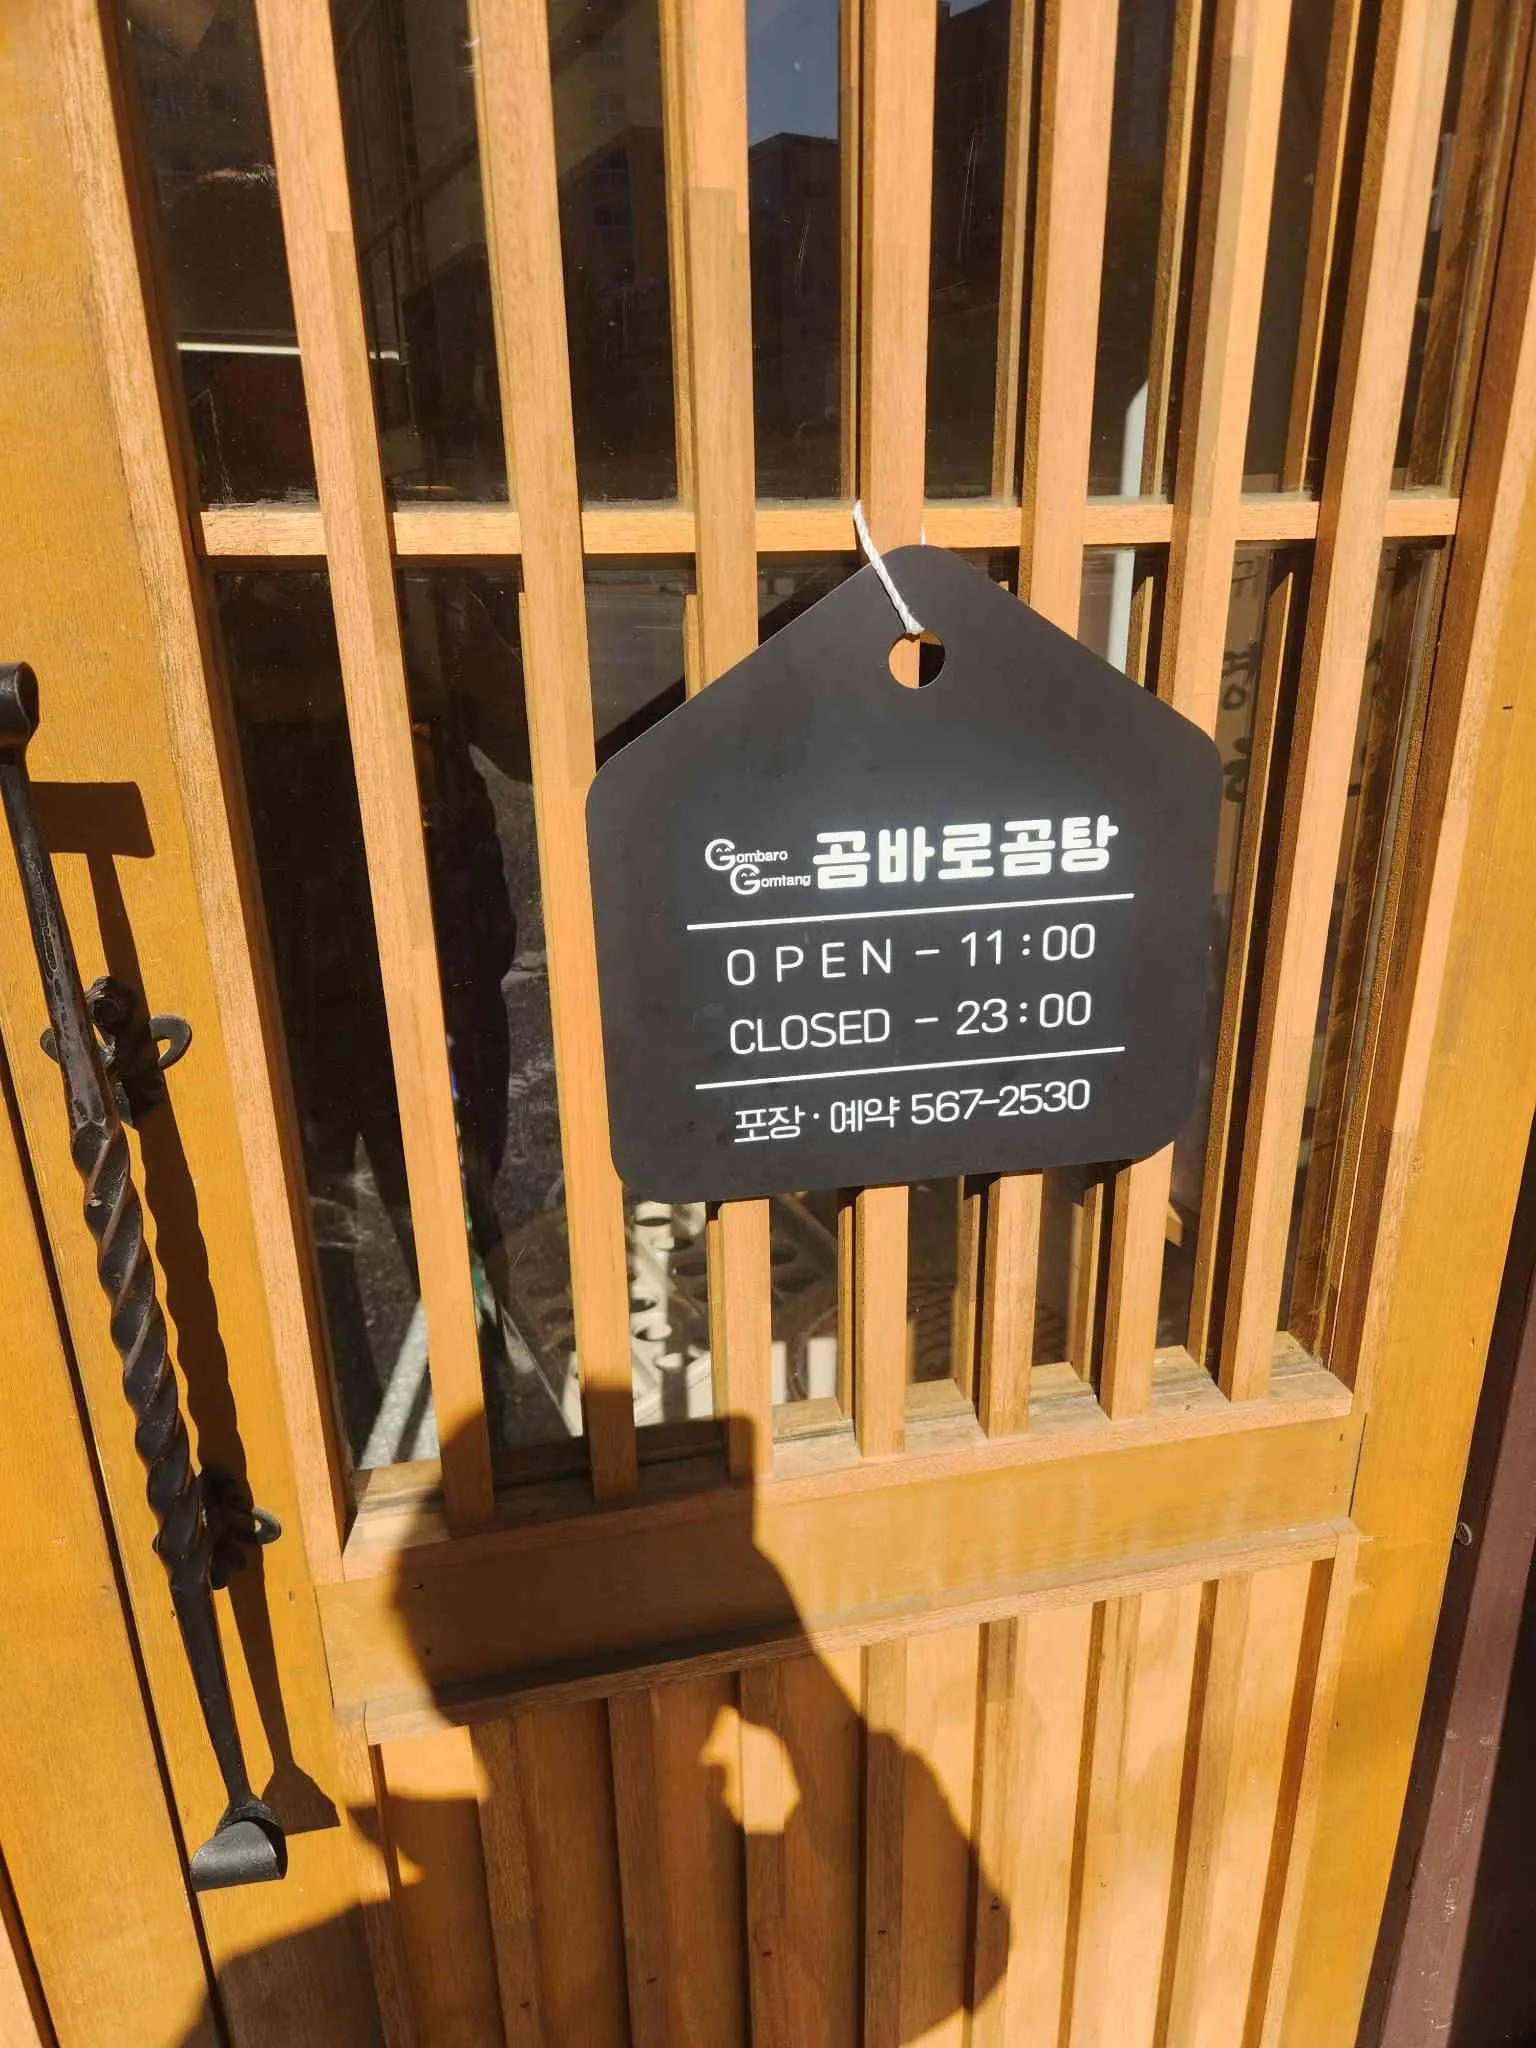 Gombaro
Gomtang
곰바로곰탕
OPEN - 11:00
CLOSED - 23:00
포장·예약 567-2530